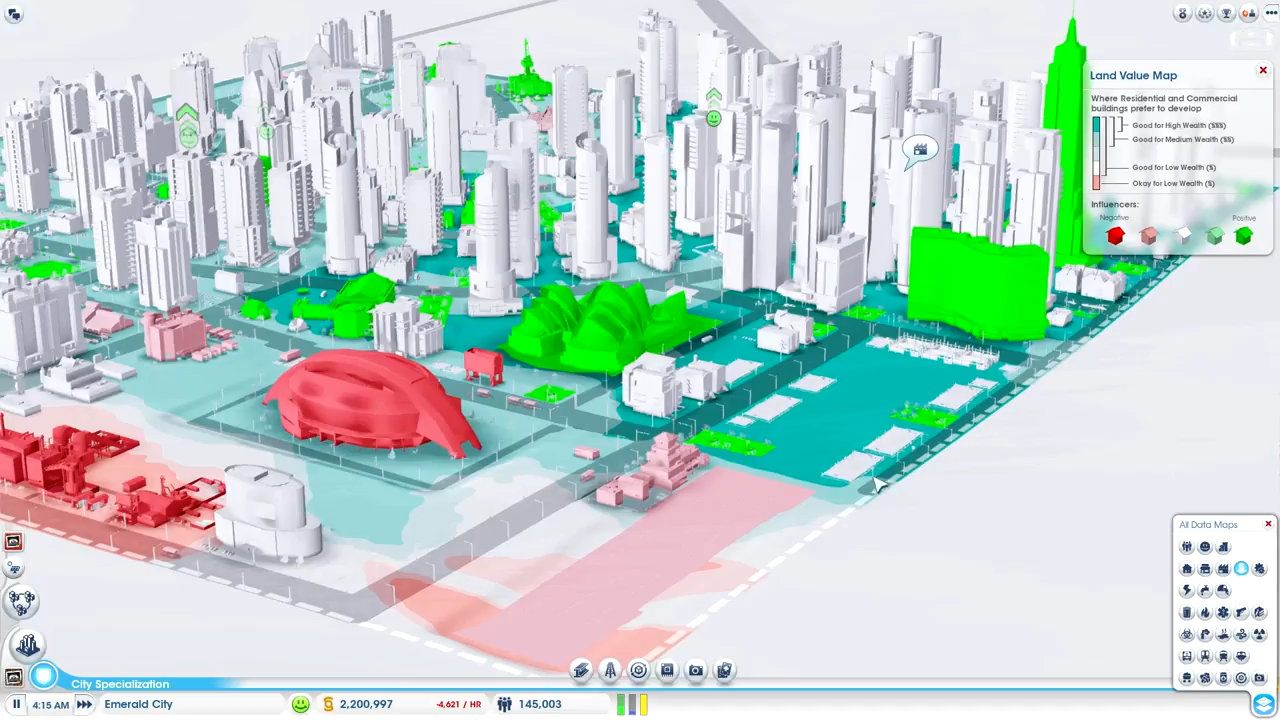 Land Value Map
Where Residential and Commercial
buildings prefer to develop
Good for High Wealth (§§§)
Good for Medium Wealth (§§)
Good for Low Wealth (§)
Okay for Low Wealth (§)
Influencers:
Negative
Positive
All Data Maps
City Specialization
4:15 AM
Emerald City
2,200,997
-4,621 / HR
145,003